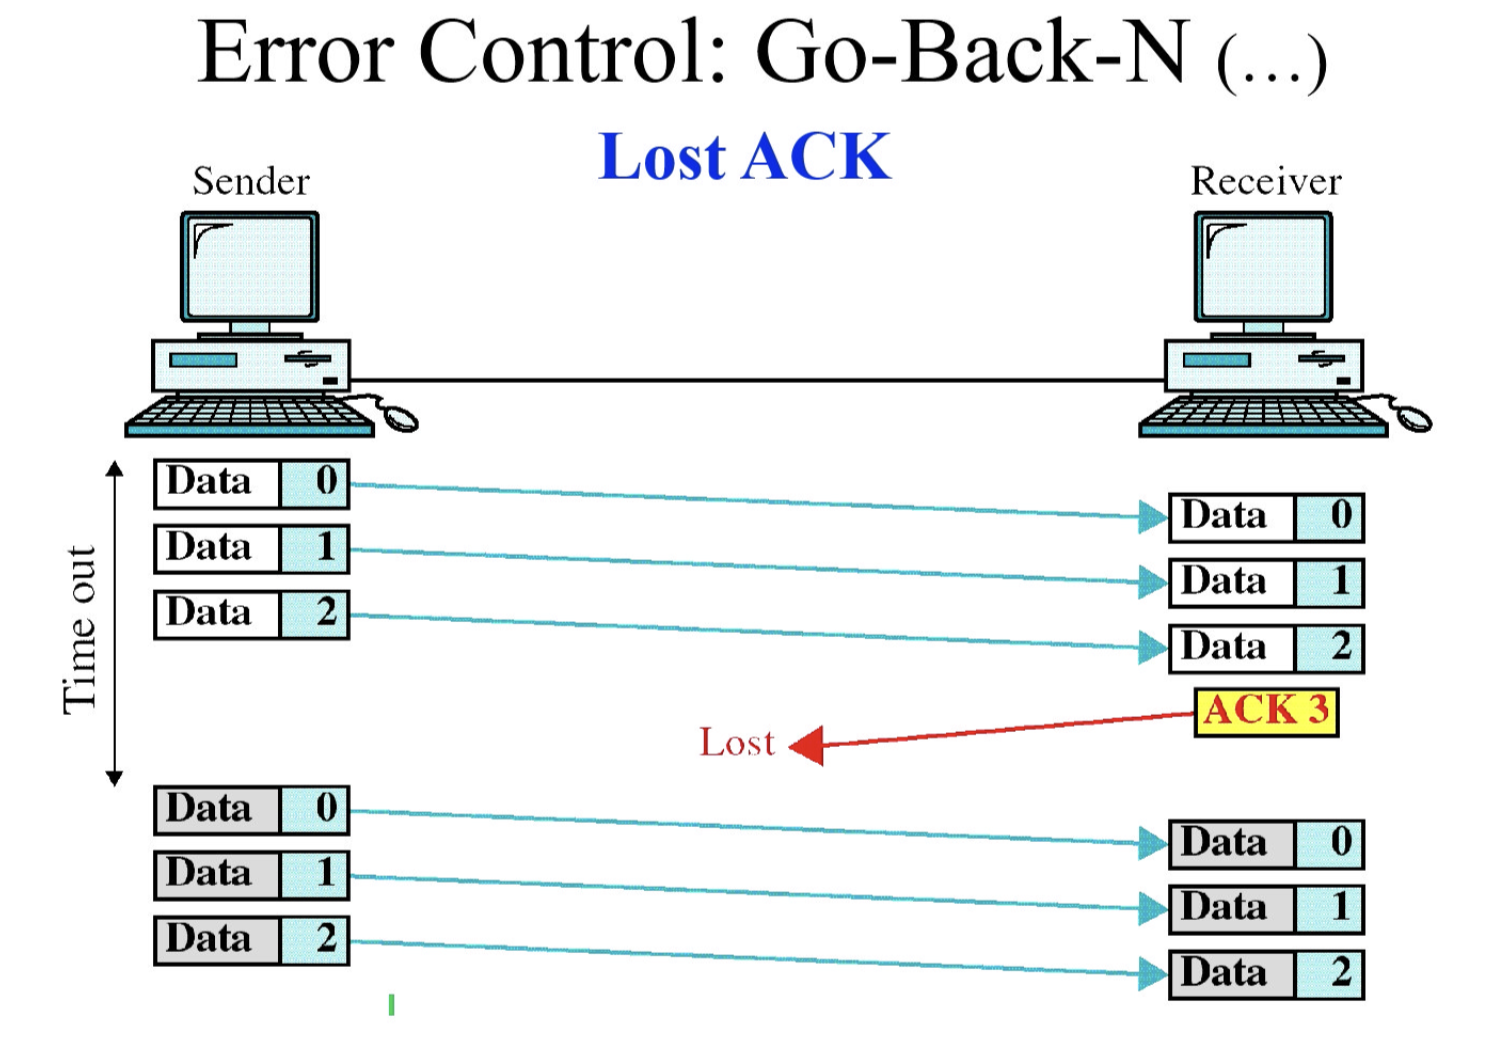 Error Control: Go-Back-N (…)
Lost ACK
Sender
Receiver
Time out
Data 0
Data 0
Data 1
Data 1
Data 2
Data 2
ACK 3
Lost
Data 0
Data 0
Data 1
Data 1
Data 2
Data 2